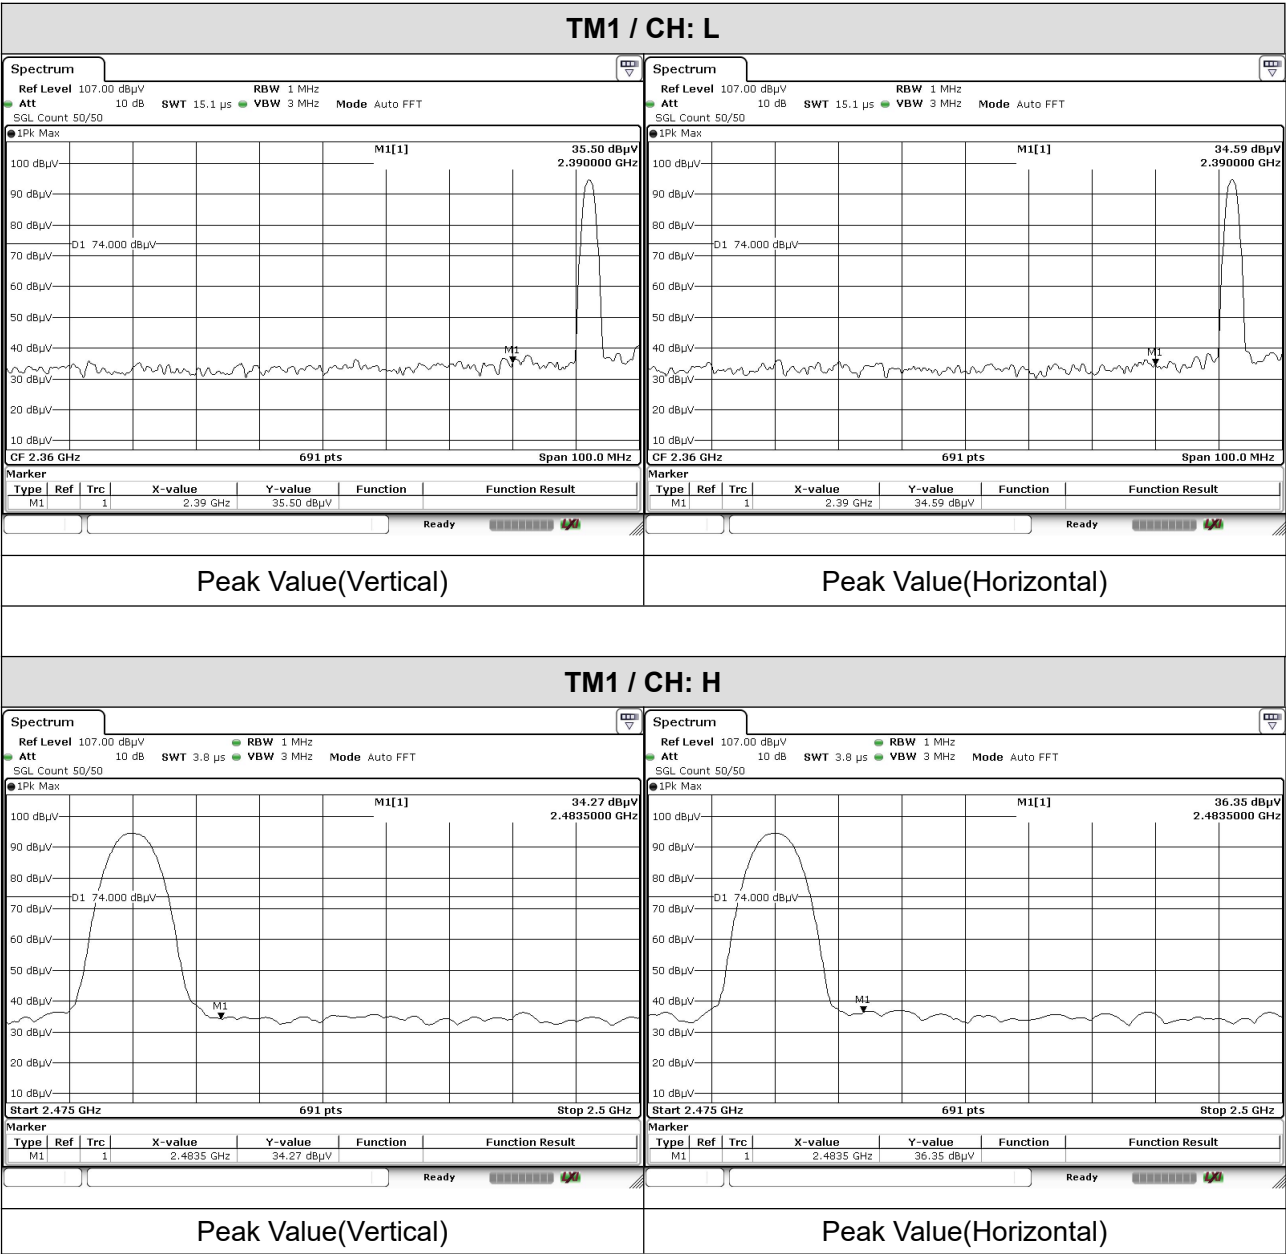 TM1 / CH: L
Spectrum
Ref Level 107.00 dBµV RBW 1 MHz
Att 10 dB SWT 15.1 µs VBW 3 MHz Mode Auto FFT
SGL Count 50/50
1Pk Max
M1[1] 35.50 dBµV
2.390000 GHz
100 dBµV
90 dBµV
80 dBµV
D1 74.000 dBµV
70 dBµV
60 dBµV
50 dBµV
40 dBµV
M1
30 dBµV
20 dBµV
10 dBµV
CF 2.36 GHz 691 pts Span 100.0 MHz
Marker
Type Ref Trc X-value Y-value Function Function Result
M1 1 2.39 GHz 35.50 dBµV
Ready LXI
Peak Value(Vertical)
Spectrum
Ref Level 107.00 dBµV RBW 1 MHz
Att 10 dB SWT 15.1 µs VBW 3 MHz Mode Auto FFT
SGL Count 50/50
1Pk Max
M1[1] 34.59 dBµV
2.390000 GHz
100 dBµV
90 dBµV
80 dBµV
D1 74.000 dBµV
70 dBµV
60 dBµV
50 dBµV
40 dBµV
M1
30 dBµV
20 dBµV
10 dBµV
CF 2.36 GHz 691 pts Span 100.0 MHz
Marker
Type Ref Trc X-value Y-value Function Function Result
M1 1 2.39 GHz 34.59 dBµV
Ready LXI
Peak Value(Horizontal)
TM1 / CH: H
Spectrum
Ref Level 107.00 dBµV RBW 1 MHz
Att 10 dB SWT 3.8 µs VBW 3 MHz Mode Auto FFT
SGL Count 50/50
1Pk Max
M1[1] 34.27 dBµV
2.4835000 GHz
100 dBµV
90 dBµV
80 dBµV
D1 74.000 dBµV
70 dBµV
60 dBµV
50 dBµV
40 dBµV
M1
30 dBµV
20 dBµV
10 dBµV
Start 2.475 GHz 691 pts Stop 2.5 GHz
Marker
Type Ref Trc X-value Y-value Function Function Result
M1 1 2.4835 GHz 34.27 dBµV
Ready LXI
Peak Value(Vertical)
Spectrum
Ref Level 107.00 dBµV RBW 1 MHz
Att 10 dB SWT 3.8 µs VBW 3 MHz Mode Auto FFT
SGL Count 50/50
1Pk Max
M1[1] 36.35 dBµV
2.4835000 GHz
100 dBµV
90 dBµV
80 dBµV
D1 74.000 dBµV
70 dBµV
60 dBµV
50 dBµV
40 dBµV
M1
30 dBµV
20 dBµV
10 dBµV
Start 2.475 GHz 691 pts Stop 2.5 GHz
Marker
Type Ref Trc X-value Y-value Function Function Result
M1 1 2.4835 GHz 36.35 dBµV
Ready LXI
Peak Value(Horizontal)